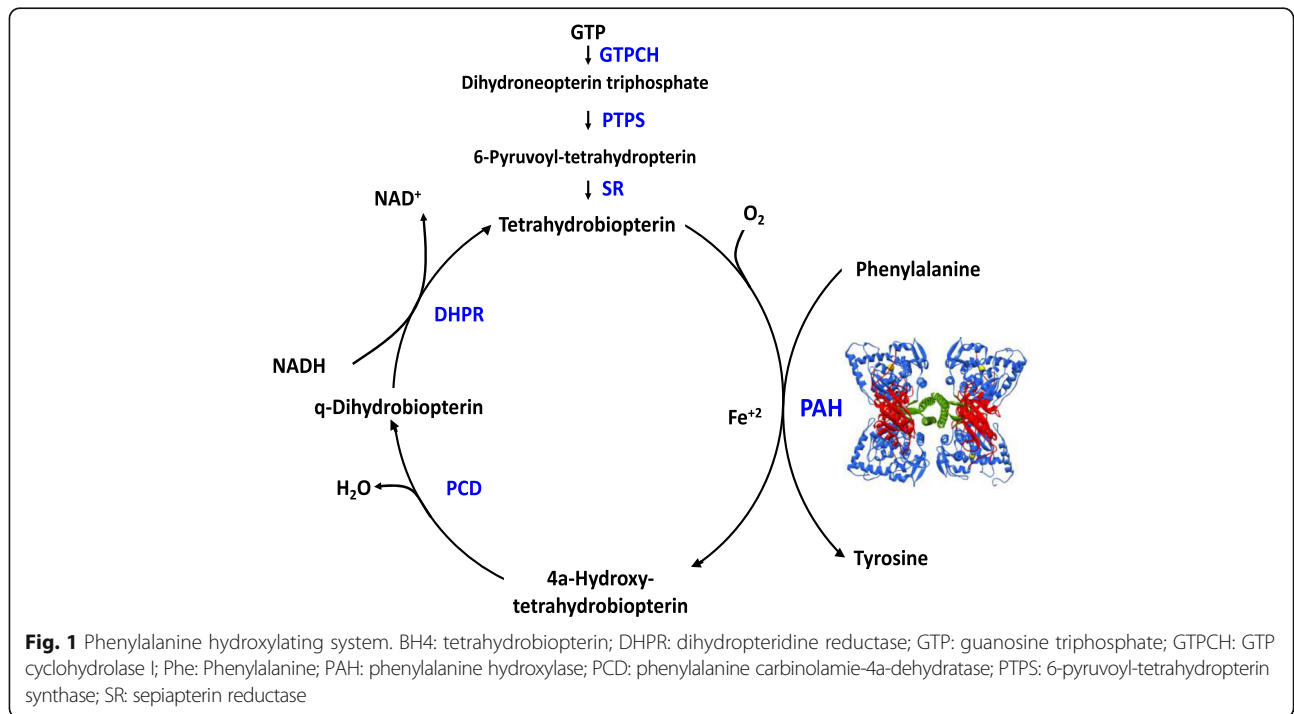 GTP
GTPCH
Dihydroneopterin triphosphate
PTPS
6-Pyruvoyl-tetrahydropterin
SR
NAD+
Tetrahydrobiopterin
O2
Phenylalanine
DHPR
NADH
q-Dihydrobiopterin
Fe+2
PAH
H2O
PCD
Tyrosine
4a-Hydroxy-
tetrahydrobiopterin
Fig. 1 Phenylalanine hydroxylating system. BH4: tetrahydrobiopterin; DHPR: dihydropteridine reductase; GTP: guanosine triphosphate; GTPCH: GTP
cyclohydrolase I; Phe: Phenylalanine; PAH: phenylalanine hydroxylase; PCD: phenylalanine carbinolamie-4a-dehydratase; PTPS: 6-pyruvoyl-tetrahydropterin
synthase; SR: sepiapterin reductase